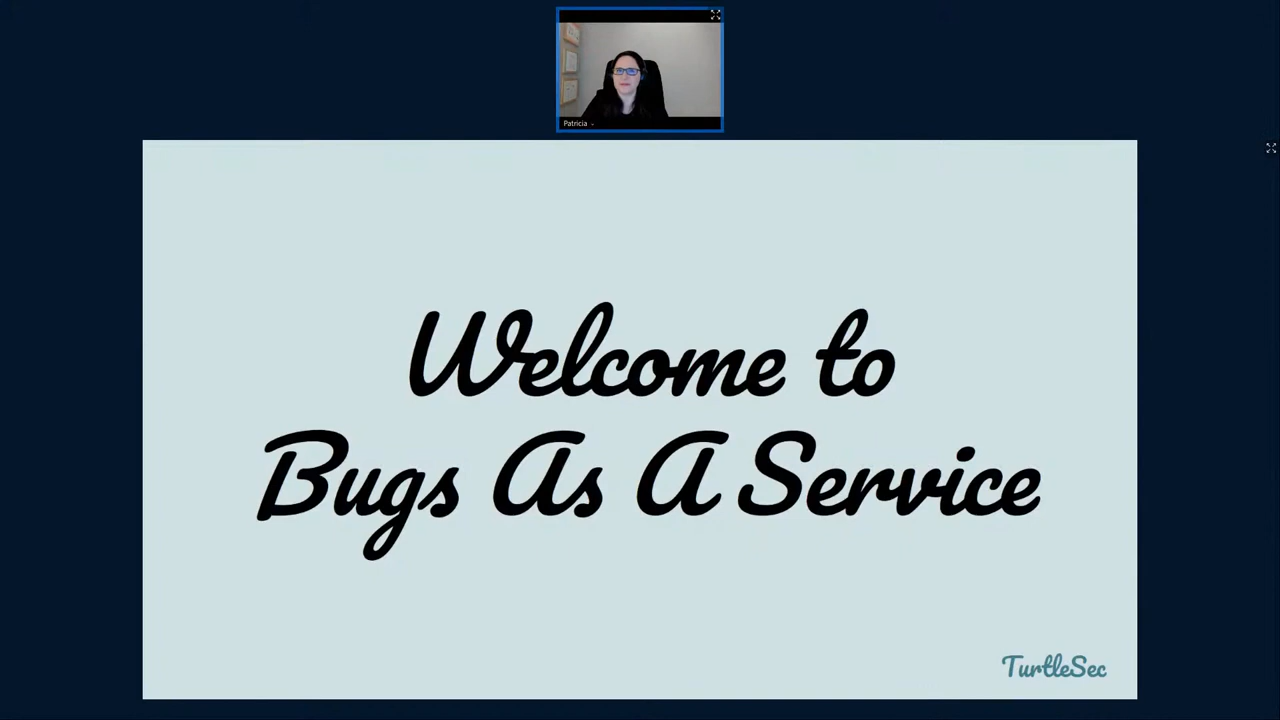 Patricia
Welcome to
Bugs As A Service
TurtleSec